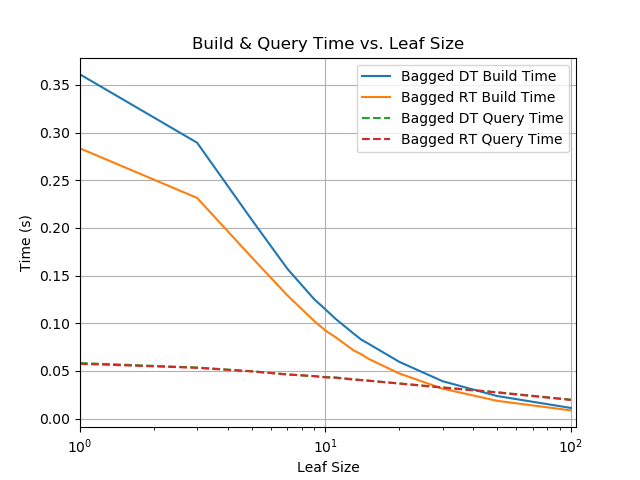 Build & Query Time vs. Leaf Size
Bagged DT Build Time
Bagged RT Build Time
Bagged DT Query Time
Bagged RT Query Time
Time (s)
0.35
0.30
0.25
0.20
0.15
0.10
0.05
0.00
10⁰ 10¹ 10²
Leaf Size